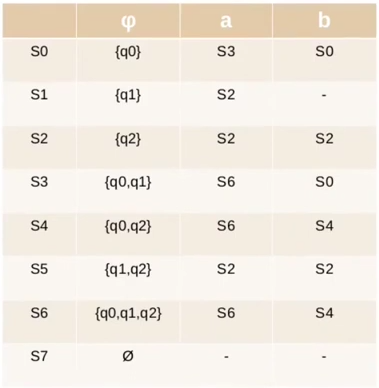 φ a b
S0 {q0} S3 S0
S1 {q1} S2 -
S2 {q2} S2 S2
S3 {q0,q1} S6 S0
S4 {q0,q2} S6 S4
S5 {q1,q2} S2 S2
S6 {q0,q1,q2} S6 S4
S7 Ø - -